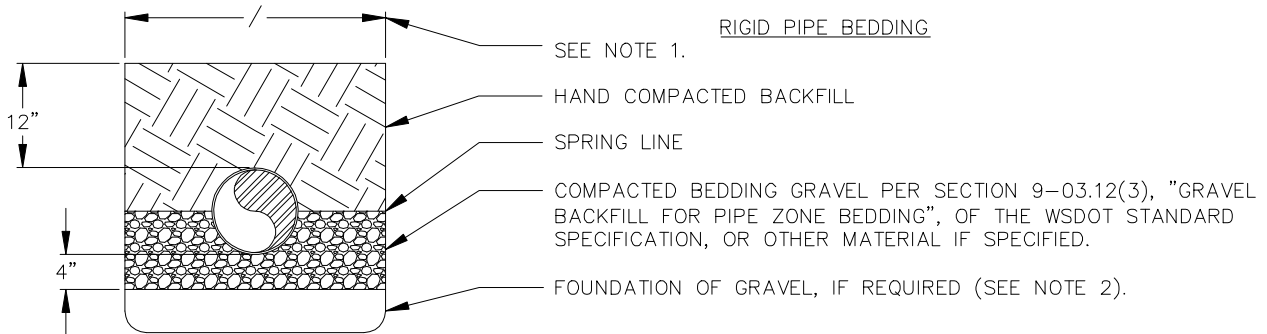 RIGID PIPE BEDDING
SEE NOTE 1.
HAND COMPACTED BACKFILL
12"
SPRING LINE
COMPACTED BEDDING GRAVEL PER SECTION 9-03.12(3), "GRAVEL
BACKFILL FOR PIPE ZONE BEDDING", OF THE WSDOT STANDARD
SPECIFICATION, OR OTHER MATERIAL IF SPECIFIED.
4"
FOUNDATION OF GRAVEL, IF REQUIRED (SEE NOTE 2).